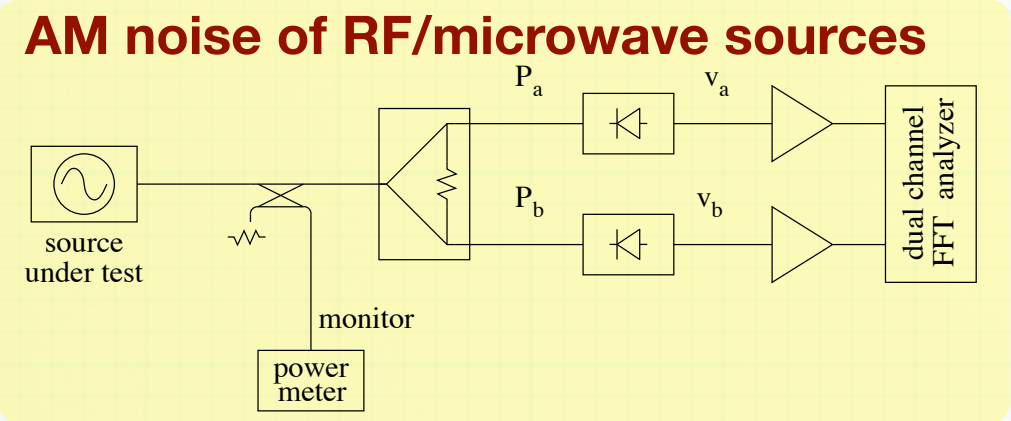 AM noise of RF/microwave sources
Pa
va
source
under test
Pb
vb
dual channel
FFT analyzer
monitor
power
meter